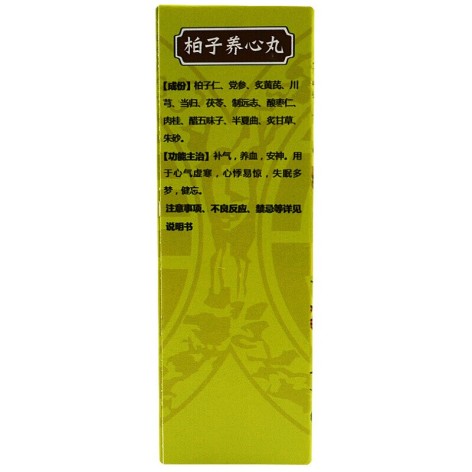 柏子养心丸
【成份】柏子仁、党参、炙黄芪、川
芎、当归、茯苓、制远志、酸枣仁、
肉桂、醋五味子、半夏曲、炙甘草、
朱砂。
【功能主治】补气，养血，安神。用
于心气虚寒，心悸易惊，失眠多
梦，健忘。
注意事项、不良反应、禁忌等详见
说明书